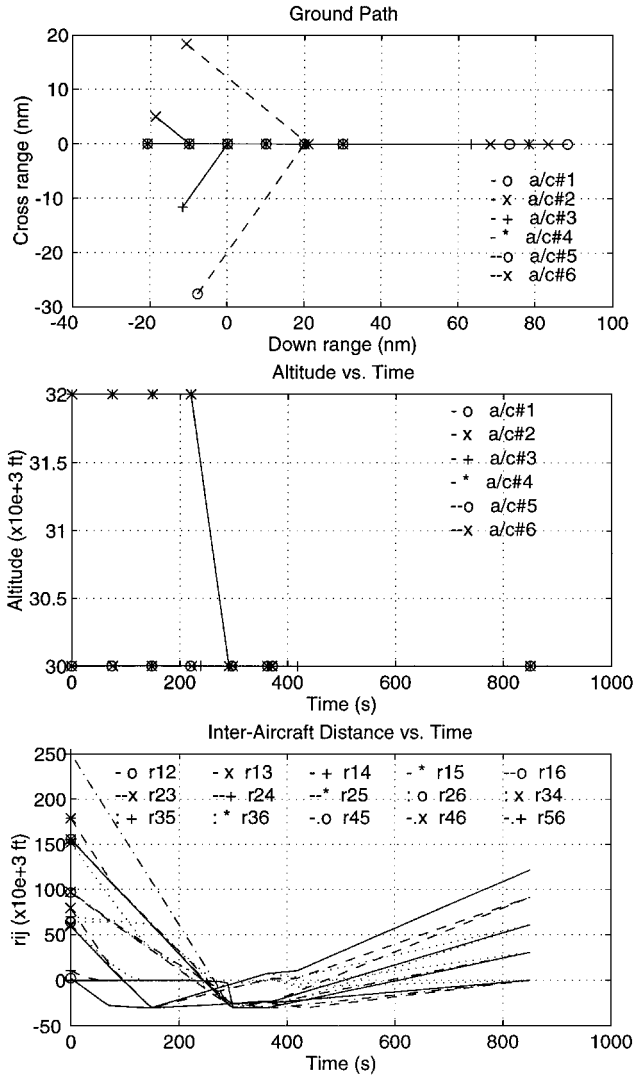 Ground Path
20
10
0
-10
-20
-30
Cross range (nm)
- o a/c#1
- x a/c#2
- + a/c#3
- * a/c#4
--o a/c#5
--x a/c#6
-40 -20 0 20 40 60 80 100
Down range (nm)
Altitude vs. Time
32
31.5
31
30.5
30
Altitude (x10e+3 ft)
- o a/c#1
- x a/c#2
- + a/c#3
- * a/c#4
--o a/c#5
--x a/c#6
0 200 400 600 800 1000
Time (s)
Inter-Aircraft Distance vs. Time
250
200
150
100
50
0
-50
rij (x10e+3 ft)
- o r12 - x r13 - + r14 - * r15 --o r16
--x r23 --+ r24 --* r25 : o r26 : x r34
: + r35 : * r36 -.o r45 -.x r46 -.+ r56
0 200 400 600 800 1000
Time (s)